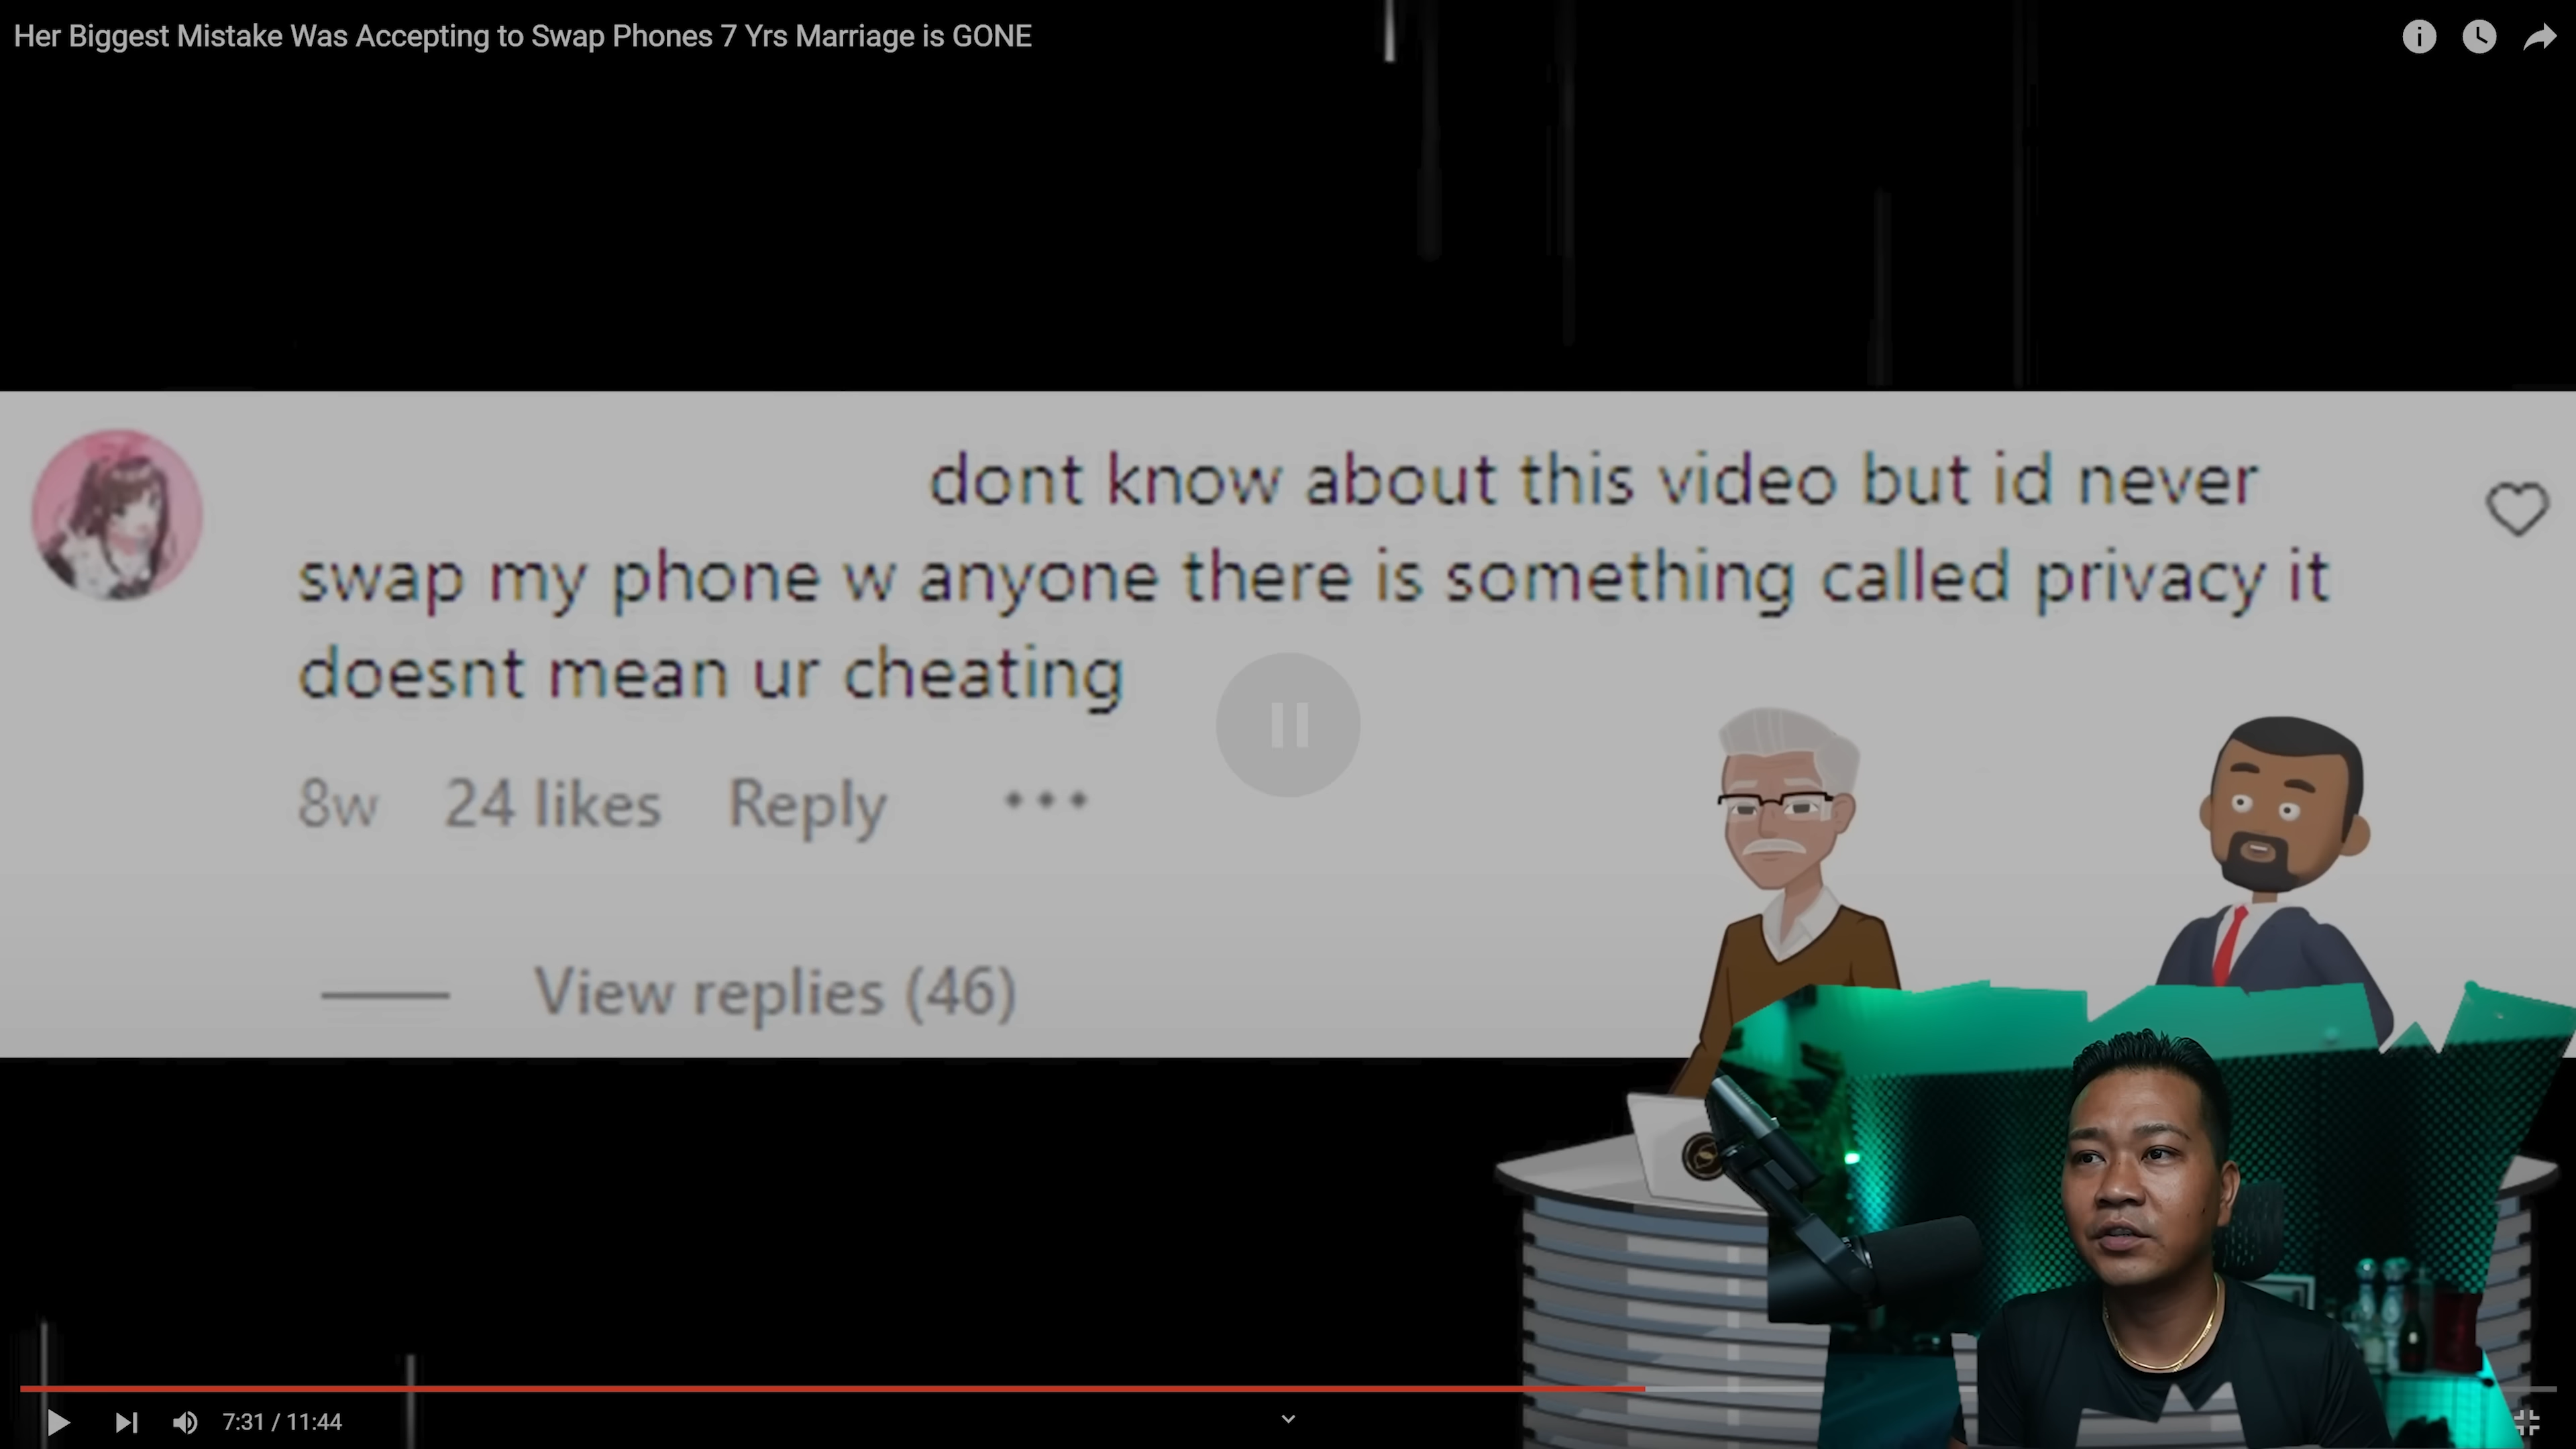 Her Biggest Mistake Was Accepting to Swap Phones 7 Yrs Marriage is GONE
dont know about this video but id never
swap my phone w anyone there is something called privacy it
doesnt mean ur cheating
8w 24 likes Reply •••
View replies (46)
7:31 / 11:44